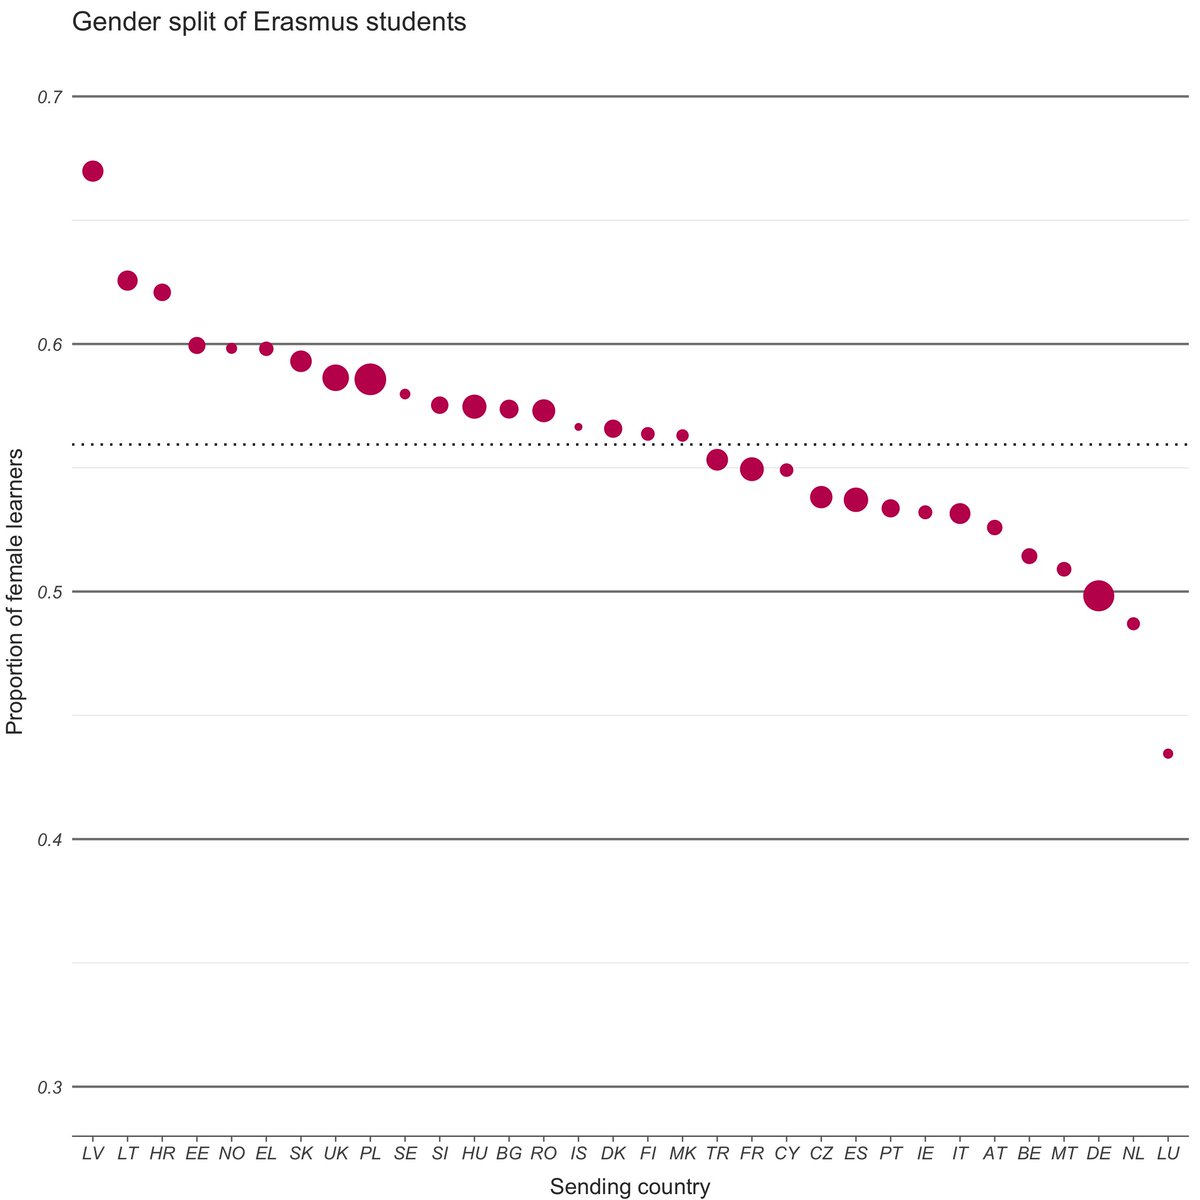 Gender split of Erasmus students
0.7
0.6
0.5
0.4
0.3
Proportion of female learners
LV LT HR EE NO EL SK UK PL SE SI HU BG RO IS DK FI MK TR FR CY CZ ES PT IE IT AT BE MT DE NL LU
Sending country